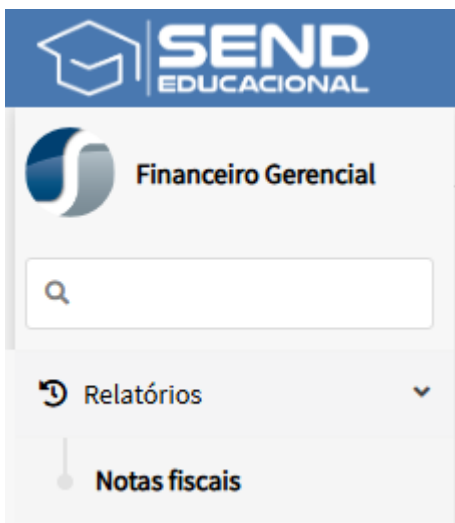 SEND
EDUCACIONAL
Financeiro Gerencial
Relatórios
Notas fiscais